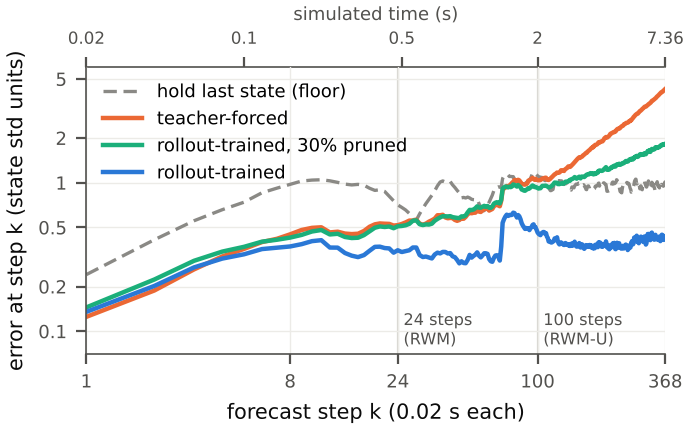 simulated time (s)
0.02 0.1 0.5 2 7.36
error at step k (state std units)
5
2
1
0.5
0.2
0.1
hold last state (floor)
teacher-forced
rollout-trained, 30% pruned
rollout-trained
24 steps
(RWM)
100 steps
(RWM-U)
1 8 24 100 368
forecast step k (0.02 s each)